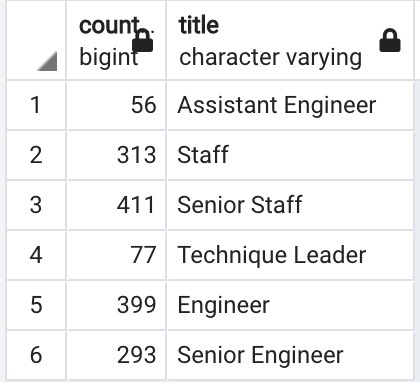 count title
bigint character varying
1 56 Assistant Engineer
2 313 Staff
3 411 Senior Staff
4 77 Technique Leader
5 399 Engineer
6 293 Senior Engineer